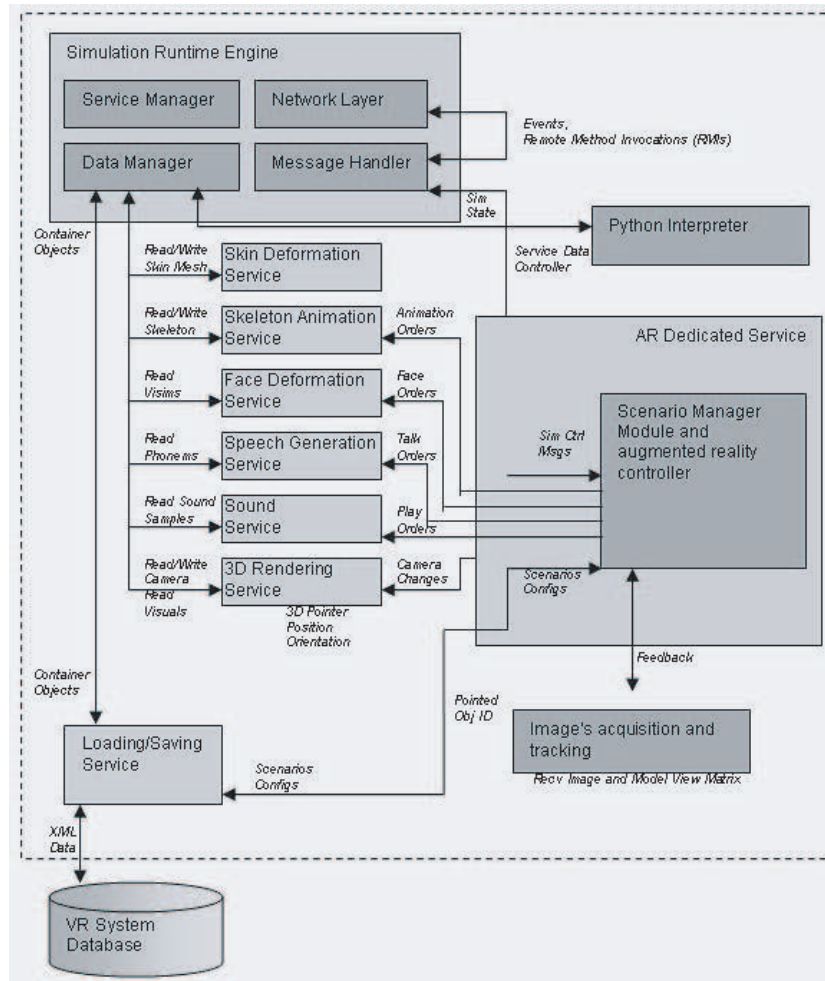 Simulation Runtime Engine
Service Manager
Network Layer
Data Manager
Message Handler
Events,
Remote Method Invocations (RMIs)
Sim
State
Container
Objects
Python Interpreter
Service Data
Controller
Read/Write
Skin Mesh
Skin Deformation
Service
Read/Write
Skeleton
Skeleton Animation
Service
Animation
Orders
AR Dedicated Service
Read
Visims
Face Deformation
Service
Face
Orders
Scenario Manager
Module and
augmented reality
controller
Sim Ctrl
Msgs
Read
Phonems
Speech Generation
Service
Talk
Orders
Read Sound
Samples
Sound
Service
Play
Orders
Read/Write
Camera
Read
Visuals
3D Rendering
Service
Camera
Changes
Scenarios
Configs
3D Pointer
Position
Orientation
Feedback
Container
Objects
Pointed
Obj ID
Image's acquisition and
tracking
Recv Image and Model View Matrix
Loading/Saving
Service
Scenarios
Configs
XML
Data
VR System
Database